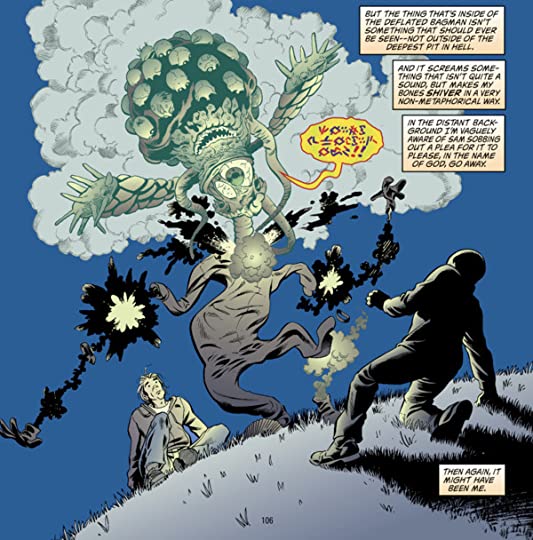 BUT THE THING THAT'S INSIDE OF
THE DEFLATED BAGMAN ISN'T
SOMETHING THAT SHOULD EVER
BE SEEN--NOT OUTSIDE OF THE
DEEPEST PIT IN HELL.
AND IT SCREAMS SOME-
THING THAT ISN'T QUITE A
SOUND, BUT MAKES MY
BONES SHIVER IN A VERY
NON-METAPHORICAL WAY.
IN THE DISTANT BACK-
GROUND I'M VAGUELY
AWARE OF SAM SOBBING
OUT A PLEA FOR IT TO
PLEASE, IN THE NAME
OF GOD, GO AWAY.
THEN AGAIN, IT
MIGHT HAVE
BEEN ME.
106